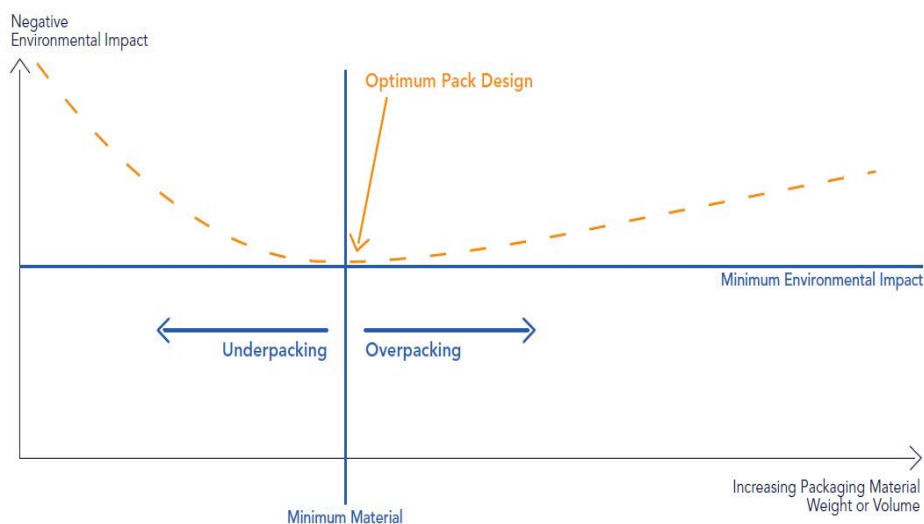 Negative
Environmental Impact
Optimum Pack Design
Minimum Environmental Impact
Underpacking
Overpacking
Increasing Packaging Material
Weight or Volume
Minimum Material